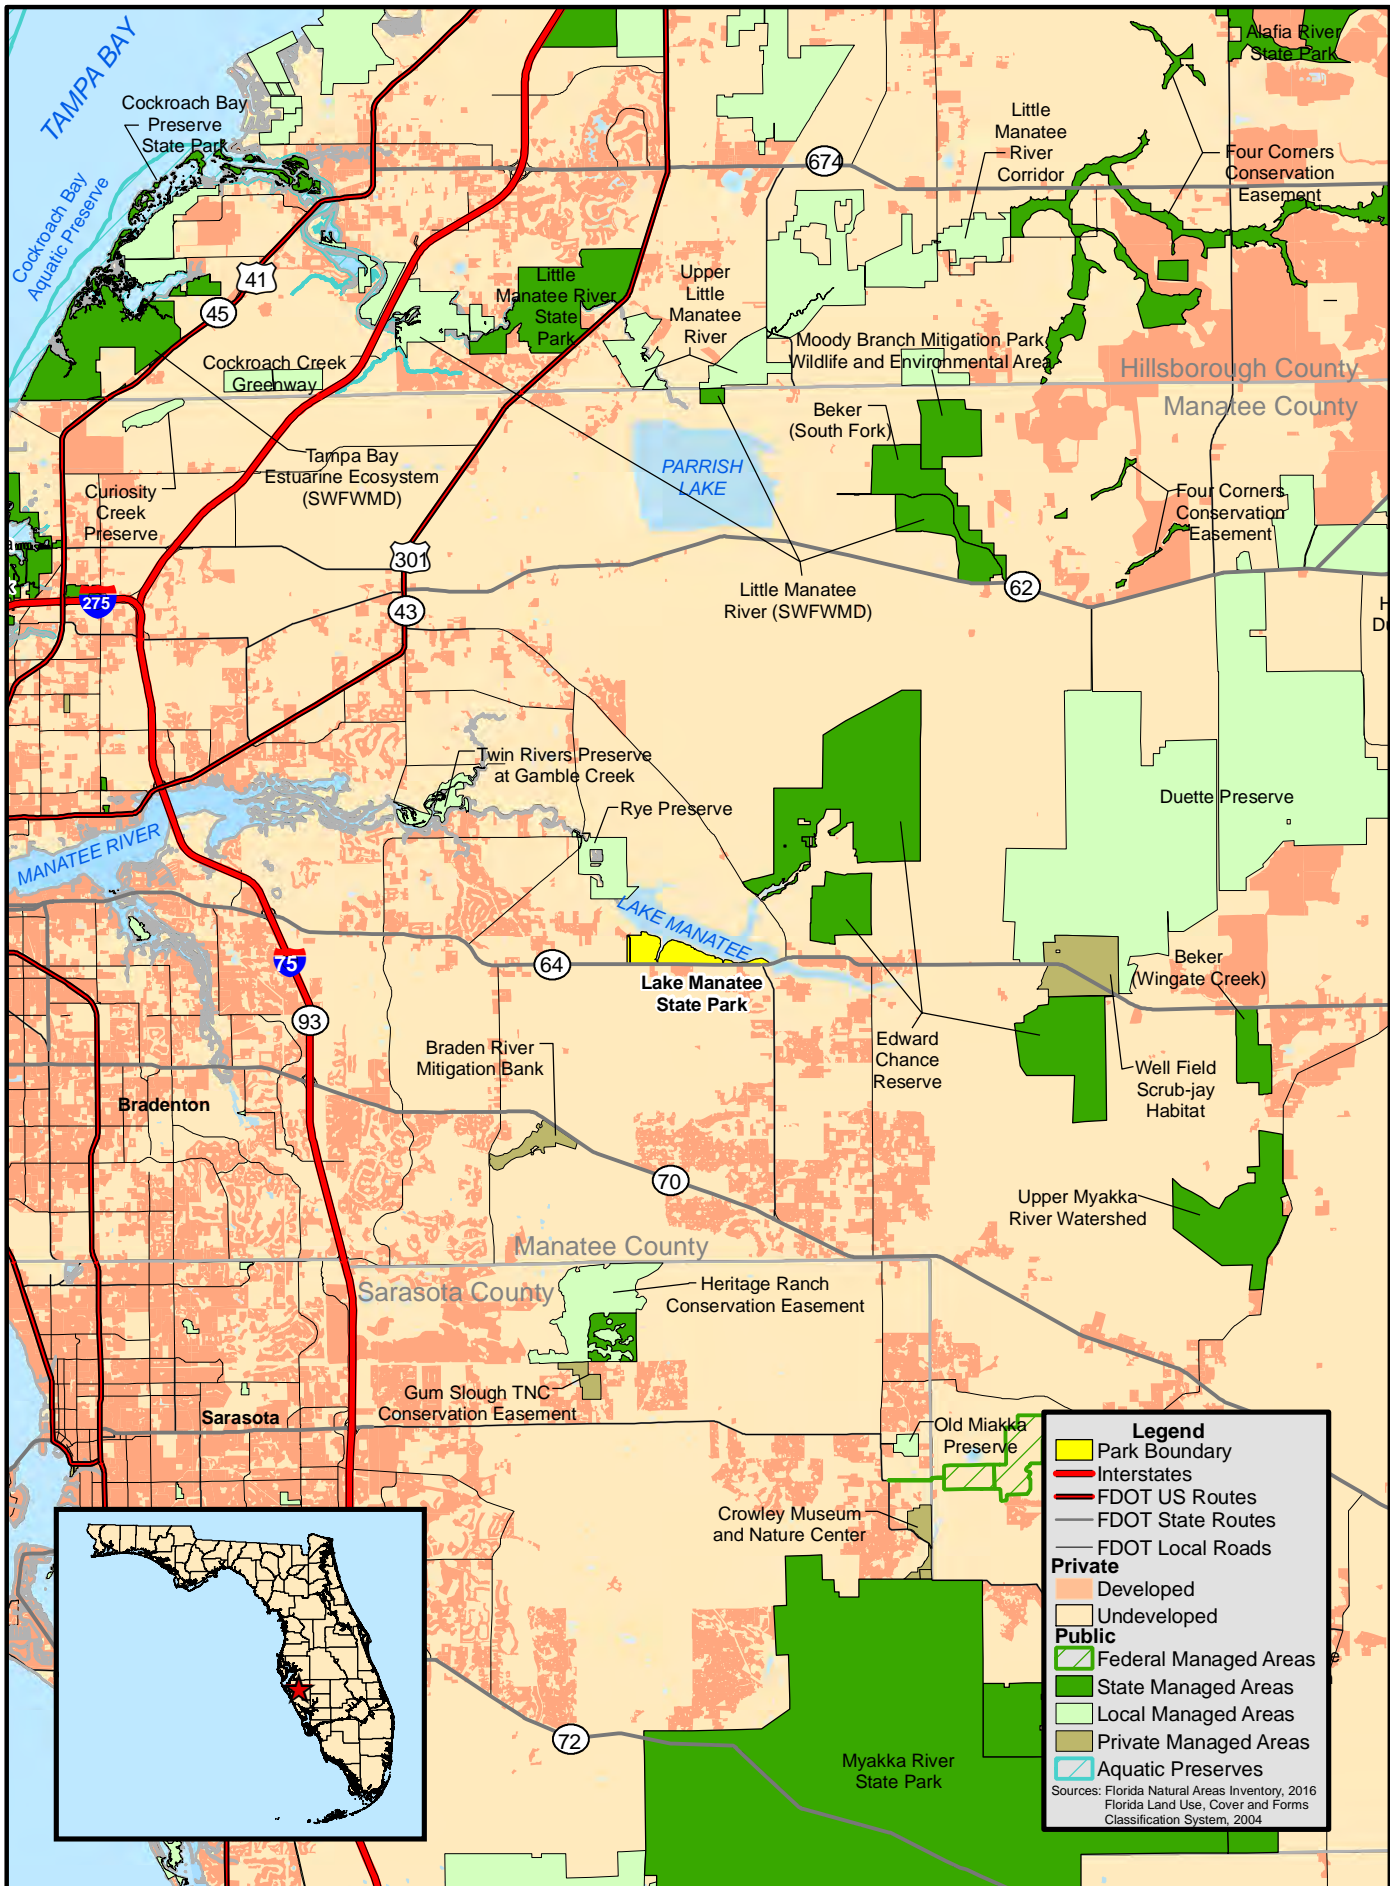 TAMPA BAY
Cockroach Bay
Preserve
State Park
Cockroach Bay
Aquatic Preserve
Alafia River
State Park
Little
Manatee
River
Corridor
674
Four Corners
Conservation
Easement
41
45
Little
Manatee River
State
Park
Upper
Little
Manatee
River
Moody Branch Mitigation Park
Wildlife and Environmental Area
Cockroach Creek
Greenway
Hillsborough County
Manatee County
Beker
(South Fork)
Tampa Bay
Estuarine Ecosystem
(SWFWMD)
PARRISH
LAKE
Curiosity
Creek
Preserve
Four Corners
Conservation
Easement
301
Little Manatee
River (SWFWMD)
62
275
43
Twin Rivers Preserve
at Gamble Creek
Rye Preserve
Duette Preserve
MANATEE RIVER
LAKE MANATEE
75
64
Lake Manatee
State Park
Beker
(Wingate Creek)
93
Edward
Chance
Reserve
Braden River
Mitigation Bank
Well Field
Scrub-jay
Habitat
Bradenton
70
Upper Myakka
River Watershed
Manatee County
Sarasota County
Heritage Ranch
Conservation Easement
Gum Slough TNC
Conservation Easement
Sarasota
Old Miakka
Preserve
Crowley Museum
and Nature Center
72
Myakka River
State Park
Legend
Park Boundary
Interstates
FDOT US Routes
FDOT State Routes
FDOT Local Roads
Private
Developed
Undeveloped
Public
Federal Managed Areas
State Managed Areas
Local Managed Areas
Private Managed Areas
Aquatic Preserves
Sources: Florida Natural Areas Inventory, 2016
Florida Land Use, Cover and Forms
Classification System, 2004